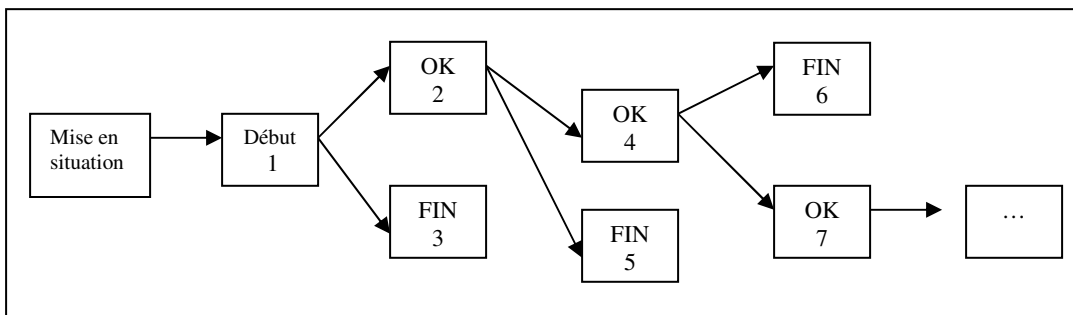 Mise en
situation
Début
1
OK
2
FIN
3
OK
4
FIN
5
FIN
6
OK
7
…